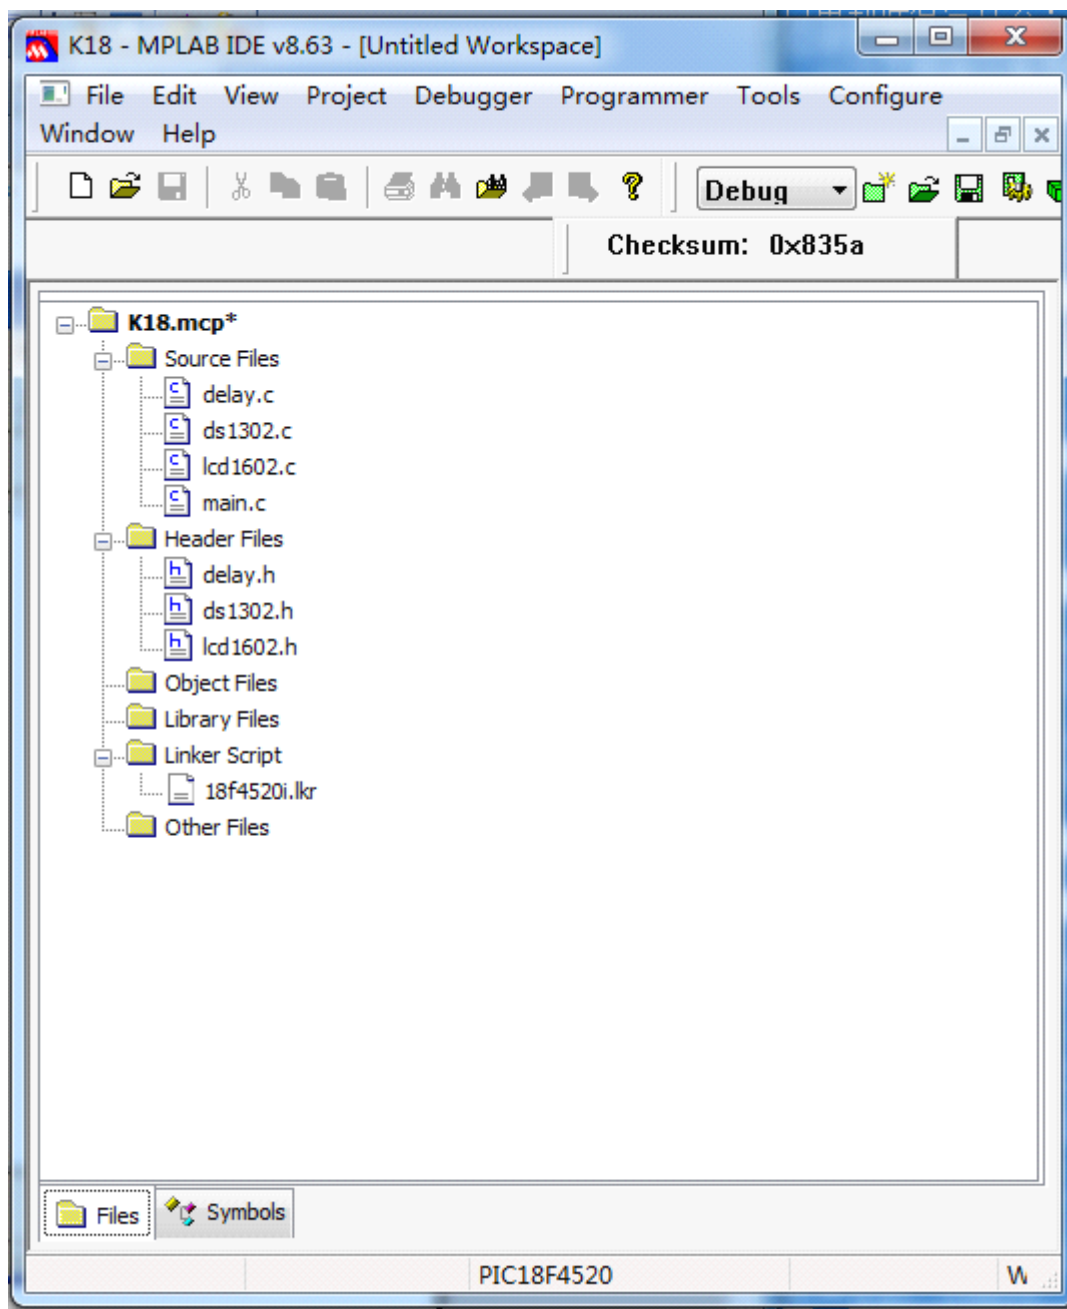 K18 - MPLAB IDE v8.63 - [Untitled Workspace]
File Edit View Project Debugger Programmer Tools Configure
Window Help
Debug
Checksum: 0x835a
K18.mcp*
Source Files
delay.c
ds1302.c
lcd1602.c
main.c
Header Files
delay.h
ds1302.h
lcd1602.h
Object Files
Library Files
Linker Script
18f4520i.lkr
Other Files
Files Symbols
PIC18F4520 W